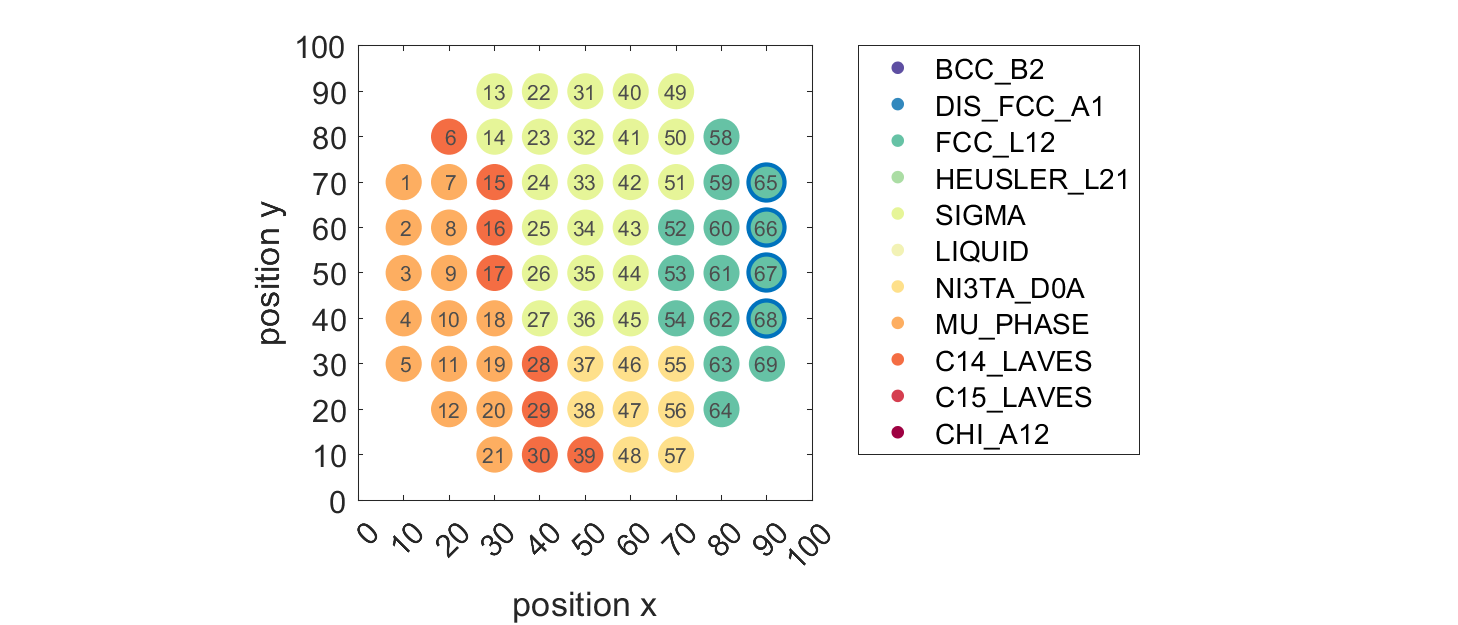 100
90 13 22 31 40 49
80 6 14 23 32 41 50 58
70 1 7 15 24 33 42 51 59 65
60 2 8 16 25 34 43 52 60 66
50 3 9 17 26 35 44 53 61 67
40 4 10 18 27 36 45 54 62 68
30 5 11 19 28 37 46 55 63 69
20 12 20 29 38 47 56 64
10 21 30 39 48 57
0
0 10 20 30 40 50 60 70 80 90 100
position x
position y
BCC_B2
DIS_FCC_A1
FCC_L12
HEUSLER_L21
SIGMA
LIQUID
NI3TA_D0A
MU_PHASE
C14_LAVES
C15_LAVES
CHI_A12